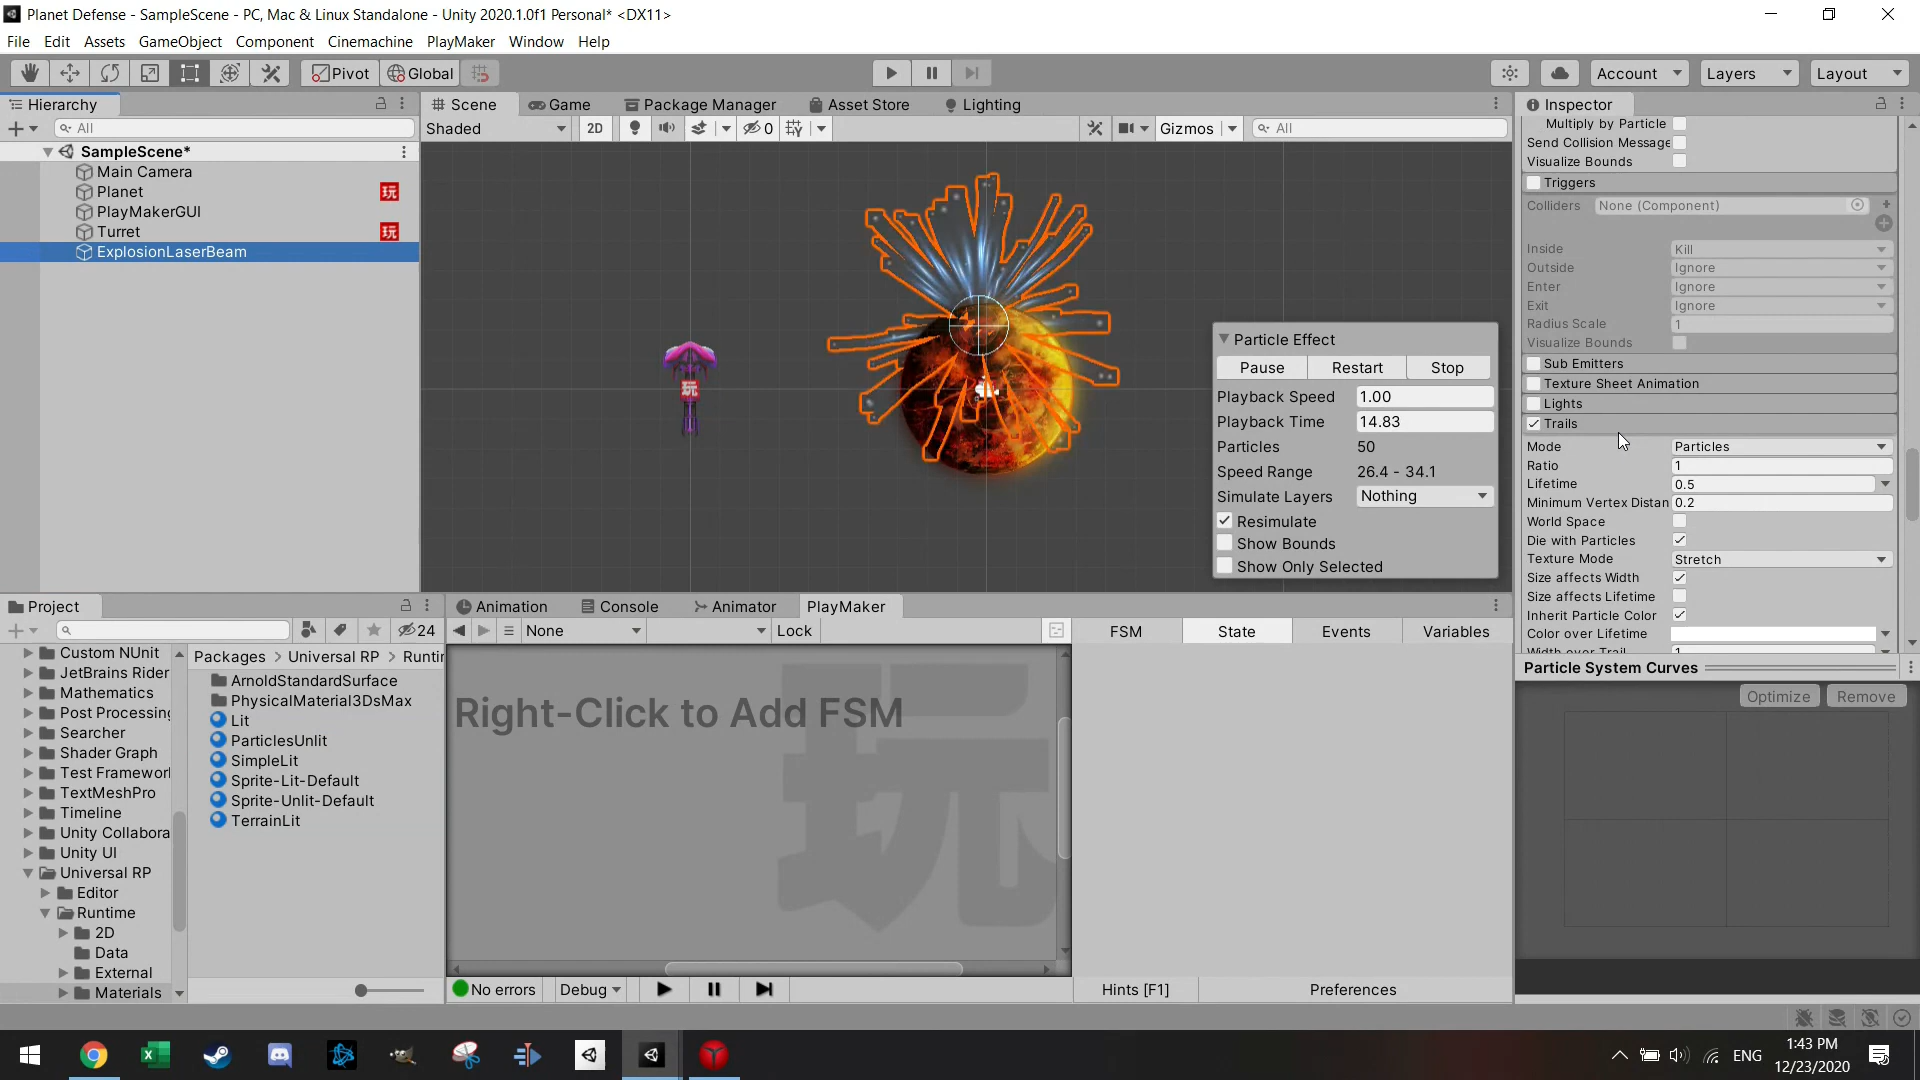 Planet Defense - SampleScene - PC, Mac & Linux Standalone - Unity 2020.1.0f1 Personal* <DX11>
File Edit Assets GameObject Component Cinemachine PlayMaker Window Help
Pivot Global Account Layers Layout
Hierarchy
All
SampleScene*
Main Camera
Planet 玩
PlayMakerGUI
Turret 玩
ExplosionLaserBeam
Scene Game Package Manager Asset Store Lighting
Shaded 2D 0 Gizmos All
玩
Particle Effect
Pause Restart Stop
Playback Speed 1.00
Playback Time 14.83
Particles 50
Speed Range 26.4 - 34.1
Simulate Layers Nothing
Resimulate
Show Bounds
Show Only Selected
Inspector
Multiply by Particle
Send Collision Message
Visualize Bounds
Triggers
Colliders None (Component)
Inside Kill
Outside Ignore
Enter Ignore
Exit Ignore
Radius Scale 1
Visualize Bounds
Sub Emitters
Texture Sheet Animation
Lights
Trails
Mode Particles
Ratio 1
Lifetime 0.5
Minimum Vertex Distan 0.2
World Space
Die with Particles
Texture Mode Stretch
Size affects Width
Size affects Lifetime
Inherit Particle Color
Color over Lifetime
Width over Trail 1
Particle System Curves
Optimize Remove
Project
24
Custom NUnit
JetBrains Rider
Mathematics
Post Processing
Searcher
Shader Graph
Test Framework
TextMeshPro
Timeline
Unity Collabora
Unity UI
Universal RP
Editor
Runtime
2D
Data
External
Materials
Packages > Universal RP > Runtin
ArnoldStandardSurface
PhysicalMaterial3DsMax
Lit
ParticlesUnlit
SimpleLit
Sprite-Lit-Default
Sprite-Unlit-Default
TerrainLit
Animation Console Animator PlayMaker
None Lock
FSM State Events Variables
Right-Click to Add FSM
玩
No errors Debug
Hints [F1] Preferences
ENG
1:43 PM
12/23/2020